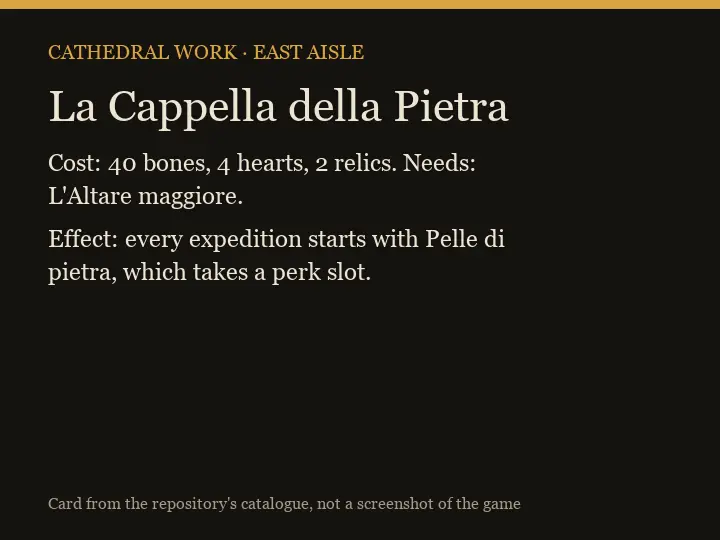 CATHEDRAL WORK · EAST AISLE
La Cappella della Pietra
Cost: 40 bones, 4 hearts, 2 relics. Needs:
L'Altare maggiore.
Effect: every expedition starts with Pelle di
pietra, which takes a perk slot.
Card from the repository's catalogue, not a screenshot of the game